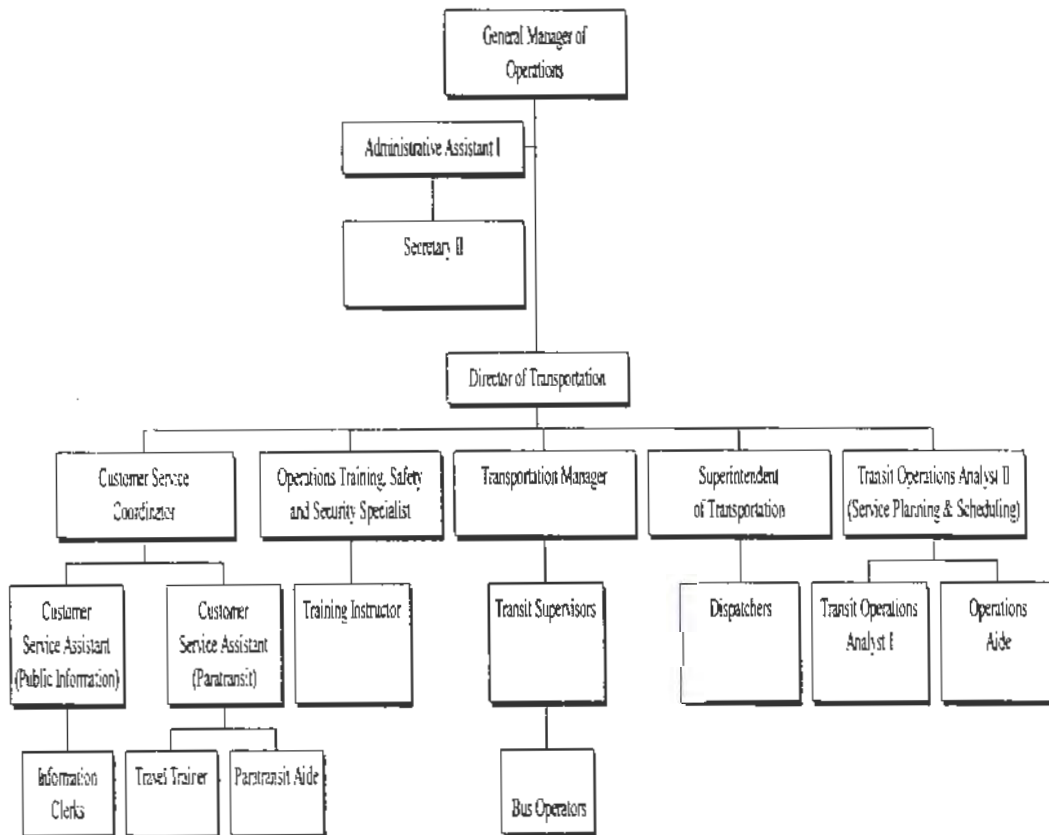 General Manager of
Operations
Administrative Assistant I
Secretary II
Director of Transportation
Customer Service
Coordinator
Operations Training, Safety
and Security Specialist
Transportation Manager
Superintendent
of Transportation
Transit Operations Analyst II
(Service Planning & Scheduling)
Customer
Service Assistant
(Public Information)
Customer
Service Assistant
(Paratransit)
Training Instructor
Transit Supervisors
Dispatchers
Transit Operations
Analyst I
Operations
Aide
Information
Clerks
Travel Trainer
Paratransit Aide
Bus Operators